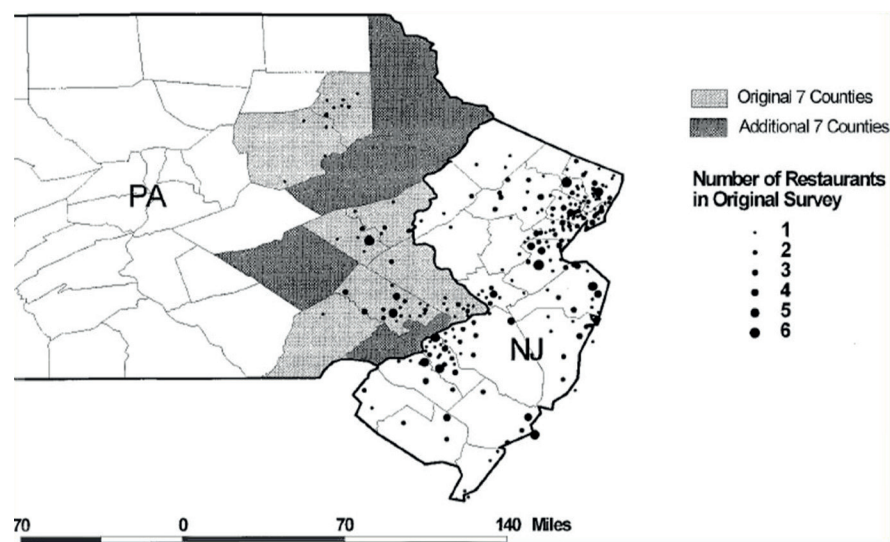 Original 7 Counties
Additional 7 Counties
PA
Number of Restaurants
in Original Survey
1
2
3
4
5
6
NJ
70 0 70 140 Miles